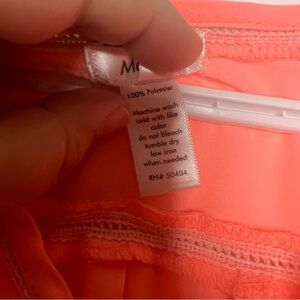 100% Polyester
Machine wash
cold with like
color
do not bleach
tumble dry
low iron
when needed
RN# 50404